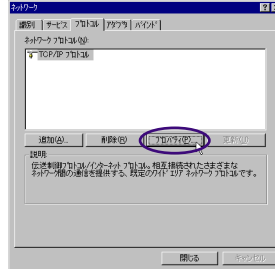 ネットワーク
識別 サービス プロトコル アダプタ バインド
ネットワーク プロトコル(N):
TCP/IP プロトコル
追加(A)... 削除(R) プロパティ(P)... 更新(U)
説明:
伝送制御プロトコル/インターネット プロトコル。相互接続されたさまざまな
ネットワーク間の通信を提供する、既定のワイド エリア ネットワーク プロトコルです。
閉じる キャンセル